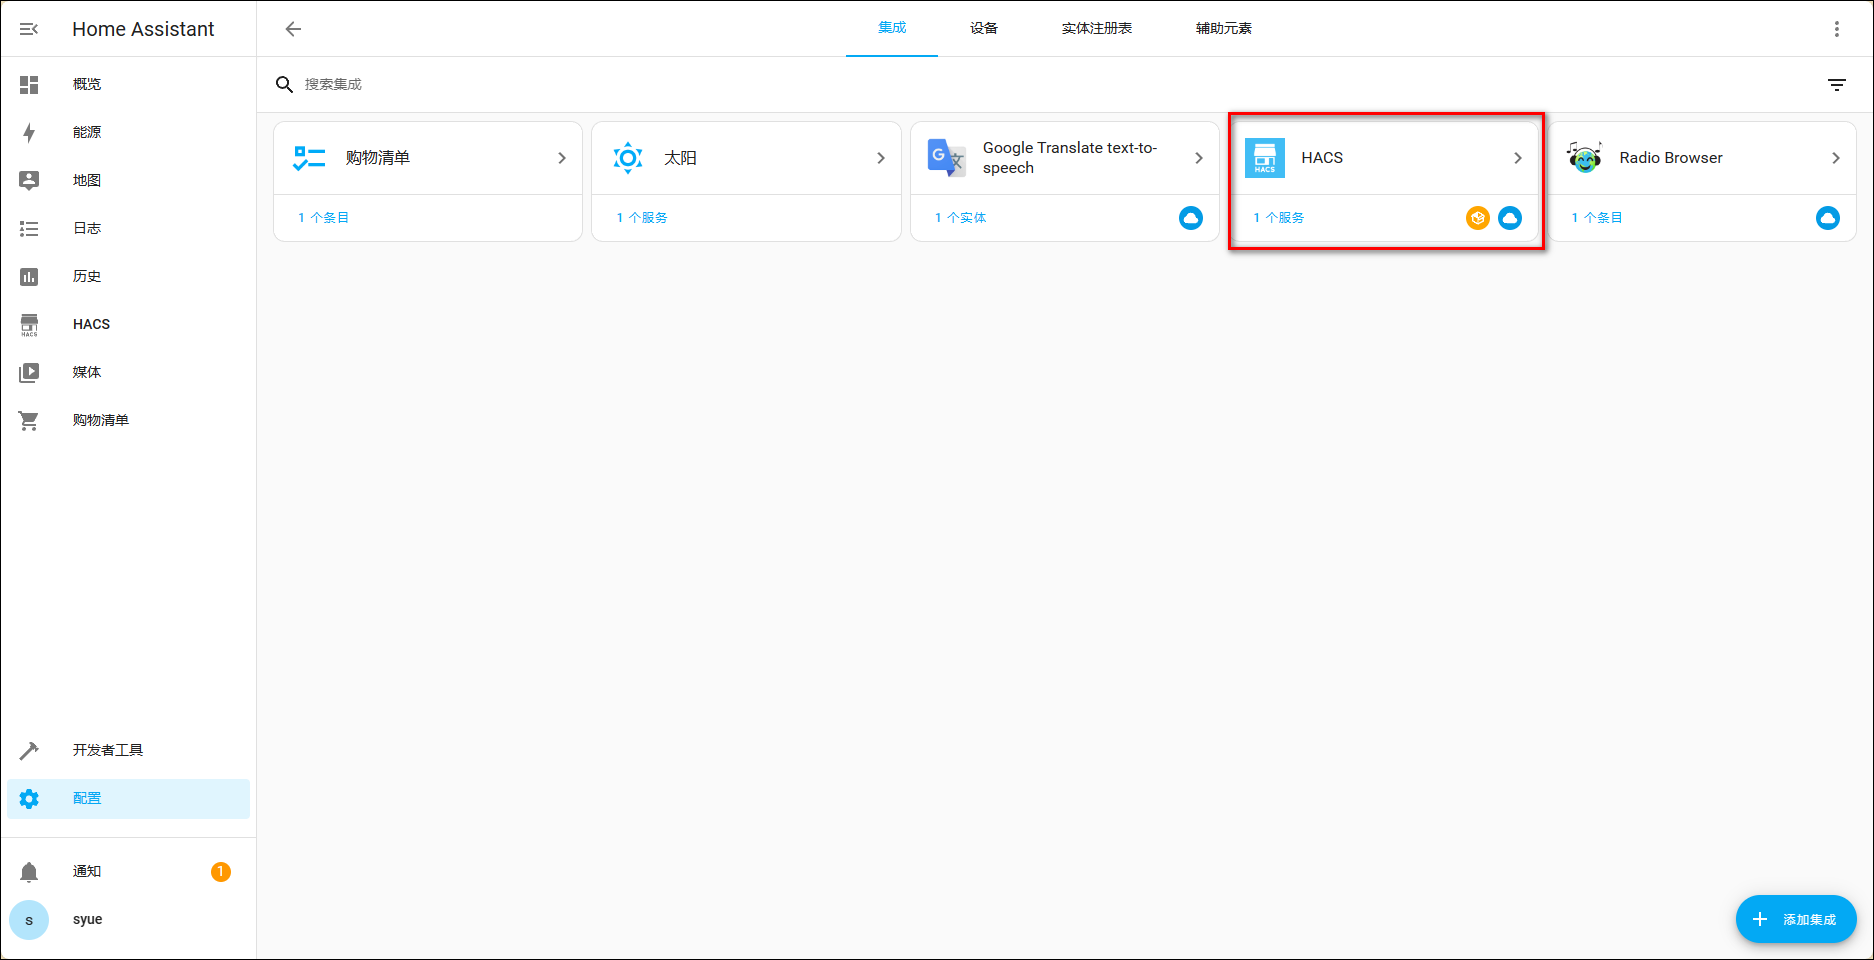 Home Assistant
集成
设备
实体注册表
辅助元素
概览
能源
地图
日志
历史
HACS
HACS
媒体
购物清单
开发者工具
配置
通知
1
s
syue
搜索集成
购物清单
1 个条目
太阳
1 个服务
G
文
Google Translate text-to-
speech
1 个实体
HACS
HACS
1 个服务
Radio Browser
1 个条目
添加集成